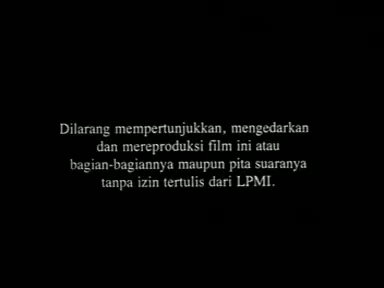 Dilarang mempertunjukkan, mengedarkan
dan mereproduksi film ini atau
bagian-bagiannya maupun pita suaranya
tanpa izin tertulis dari LPMI.